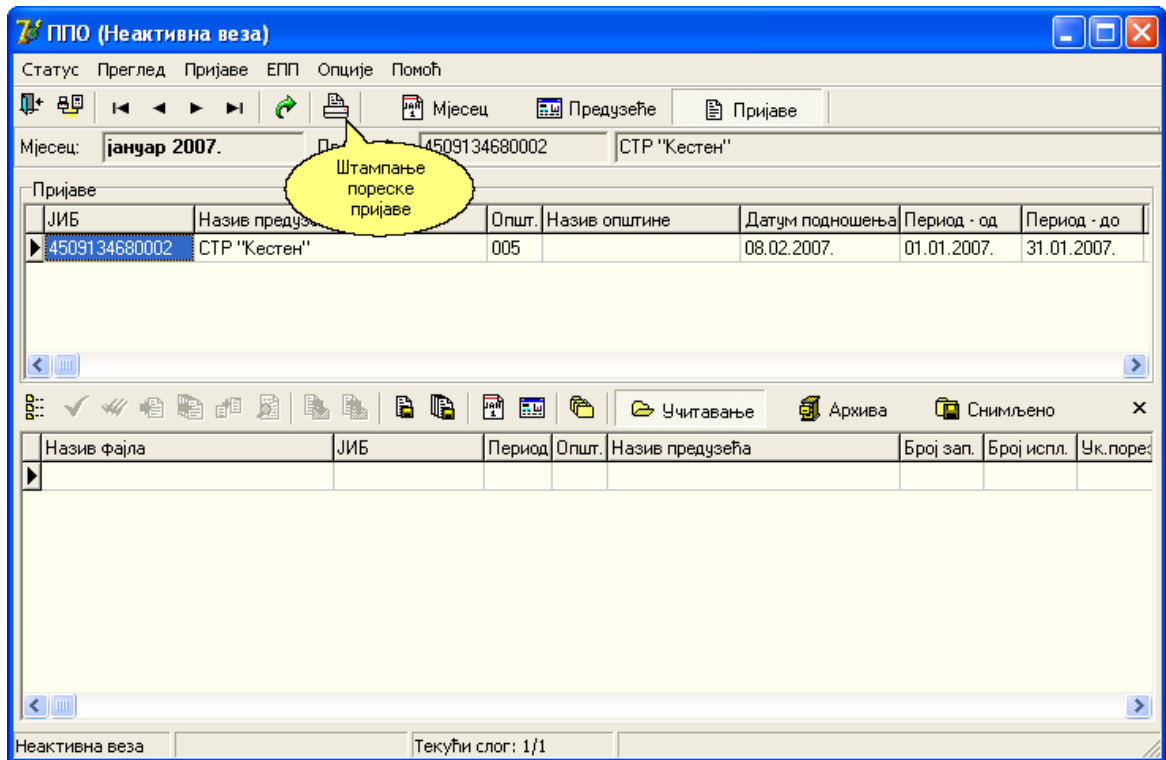 ППО (Неактивна веза)
Статус Преглед Пријаве ЕПП Опције Помоћ
Мјесец Предузеће Пријаве
Мјесец: јануар 2007. 4509134680002 СТР "Кестен"
Штампање
пореске
пријаве
Пријаве
ЈИБ Назив Општ. Назив општине Датум подношења Период - од Период - до
4509134680002 СТР "Кестен" 005 08.02.2007. 01.01.2007. 31.01.2007.
Учитавање Архива Снимљено
Назив фајла ЈИБ Период Општ. Назив предузећа Број зап. Број испл. Ук.порез
Неактивна веза Текући слог: 1/1